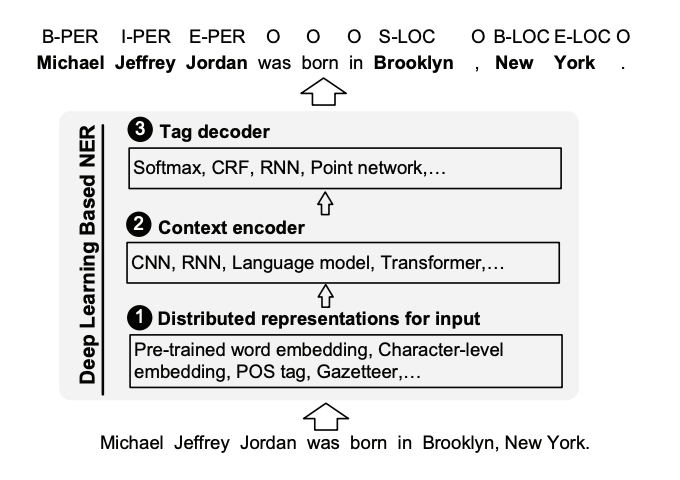 B-PER I-PER E-PER O O O S-LOC O B-LOC E-LOC O
Michael Jeffrey Jordan was born in Brooklyn , New York .
Deep Learning Based NER
3 Tag decoder
Softmax, CRF, RNN, Point network,...
2 Context encoder
CNN, RNN, Language model, Transformer,...
1 Distributed representations for input
Pre-trained word embedding, Character-level
embedding, POS tag, Gazetteer,...
Michael Jeffrey Jordan was born in Brooklyn, New York.